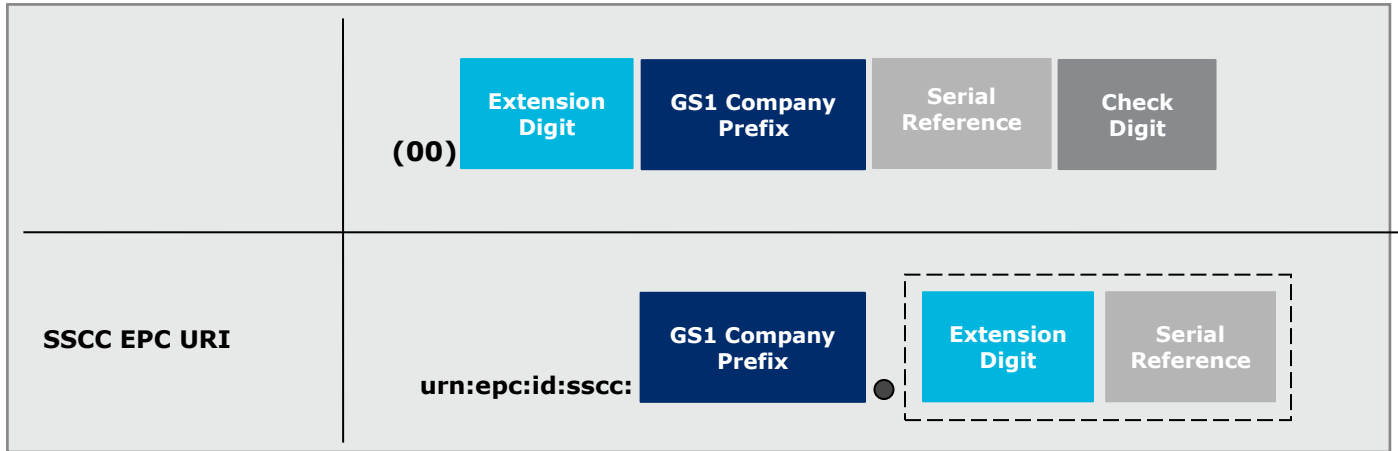 Extension
Digit
GS1 Company
Prefix
Serial
Reference
Check
Digit
(00)
SSCC EPC URI
urn:epc:id:sscc:
GS1 Company
Prefix
Extension
Digit
Serial
Reference